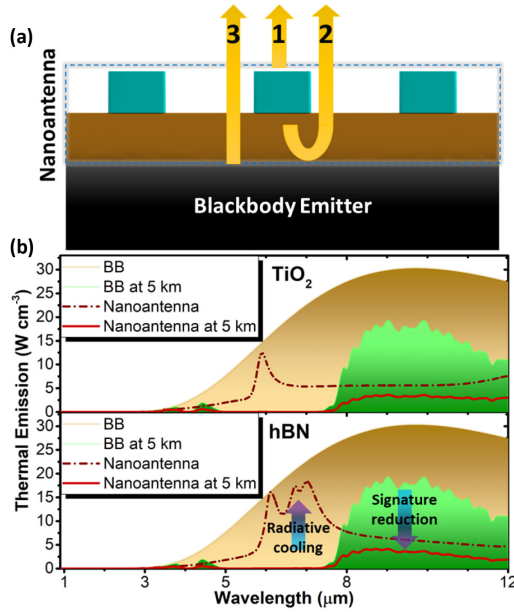 (a)
3 1 2
Nanoantenna
Blackbody Emitter
(b)
30
25
20
15
10
5
0
BB
BB at 5 km
Nanoantenna
Nanoantenna at 5 km
TiO₂
30
25
20
15
10
5
0
BB
BB at 5 km
Nanoantenna
Nanoantenna at 5 km
hBN
Radiative
cooling
Signature
reduction
Thermal Emission (W cm⁻³)
1 3 5 8 12
Wavelength (μm)